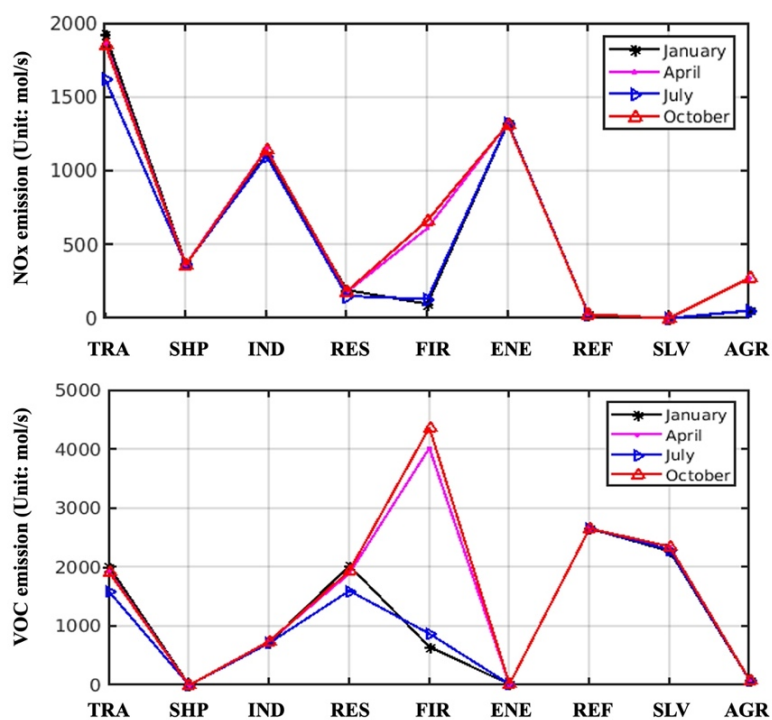 NOx emission (Unit: mol/s)
2000
1500
1000
500
0
January
April
July
October
TRA SHP IND RES FIR ENE REF SLV AGR
VOC emission (Unit: mol/s)
5000
4000
3000
2000
1000
0
January
April
July
October
TRA SHP IND RES FIR ENE REF SLV AGR